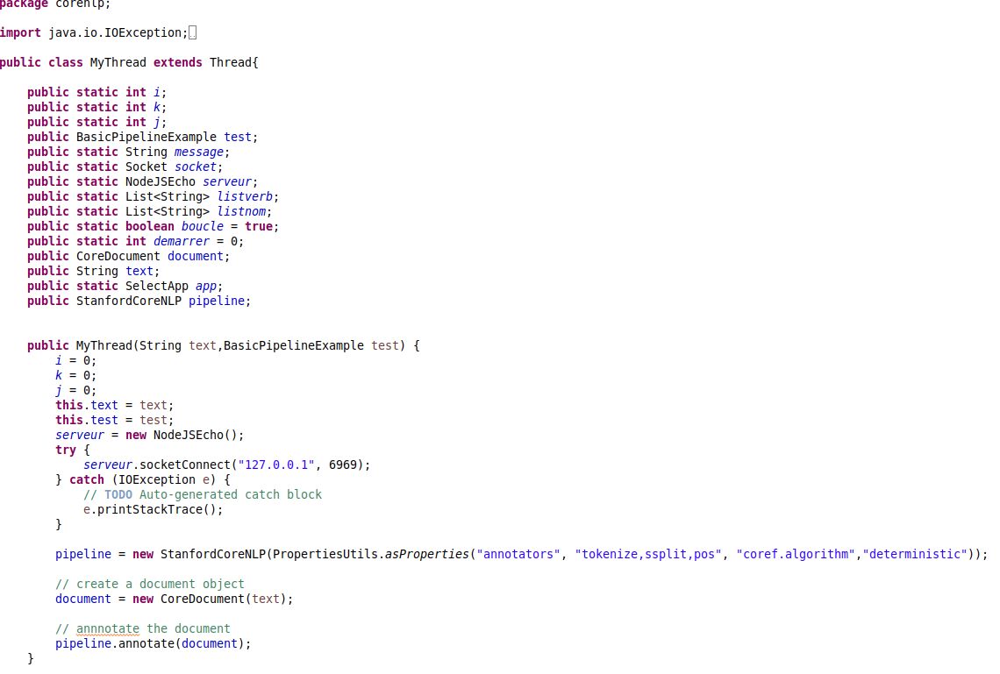 package corenlp;
import java.io.IOException;
public class MyThread extends Thread{
public static int i;
public static int k;
public static int j;
public BasicPipelineExample test;
public static String message;
public static Socket socket;
public static NodeJSEcho serveur;
public static List<String> listverb;
public static List<String> listnom;
public static boolean boucle = true;
public static int demarrer = 0;
public CoreDocument document;
public String text;
public static SelectApp app;
public StanfordCoreNLP pipeline;
public MyThread(String text,BasicPipelineExample test) {
i = 0;
k = 0;
j = 0;
this.text = text;
this.test = test;
serveur = new NodeJSEcho();
try {
serveur.socketConnect("127.0.0.1", 6969);
} catch (IOException e) {
// TODO Auto-generated catch block
e.printStackTrace();
}
pipeline = new StanfordCoreNLP(PropertiesUtils.asProperties("annotators", "tokenize,ssplit,pos", "coref.algorithm","deterministic"));
// create a document object
document = new CoreDocument(text);
// annnotate the document
pipeline.annotate(document);
}